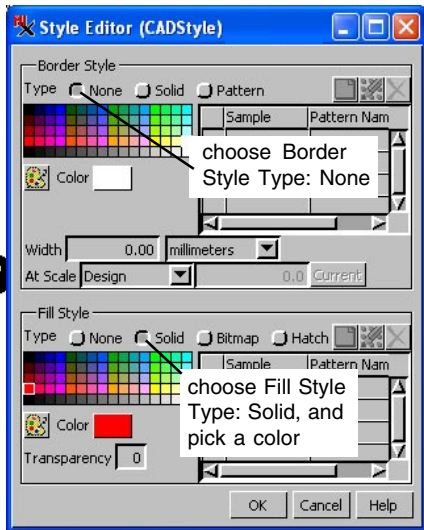 Style Editor (CADStyle)
Border Style
Type None Solid Pattern
Sample Pattern Nam
choose Border
Style Type: None
Color
Width 0.00 millimeters
At Scale Design 0.0 Current
Fill Style
Type None Solid Bitmap Hatch
Sample Pattern Nam
choose Fill Style
Type: Solid, and
pick a color
Color
Transparency 0
OK Cancel Help